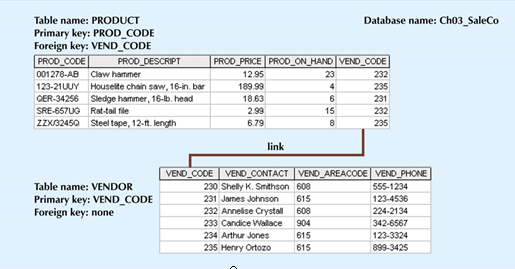 Table name: PRODUCT
Primary key: PROD_CODE
Foreign key: VEND_CODE
Database name: Ch03_SaleCo
PROD_CODE PROD_DESCRIPT PROD_PRICE PROD_ON_HAND VEND_CODE
001278-AB Claw hammer 12.95 23 232
123-21UUY Houselite chain saw, 16-in. bar 189.99 4 235
QER-34256 Sledge hammer, 16-lb. head 18.63 6 231
SRE-657UG Rat-tail file 2.99 15 232
ZZX/3245Q Steel tape, 12-ft. length 6.79 8 235
link
Table name: VENDOR
Primary key: VEND_CODE
Foreign key: none
VEND_CODE VEND_CONTACT VEND_AREACODE VEND_PHONE
230 Shelly K. Smithson 608 555-1234
231 James Johnson 615 123-4536
232 Annelise Crystall 608 224-2134
233 Candice Wallace 904 342-6567
234 Arthur Jones 615 123-3324
235 Henry Ortozo 615 899-3425